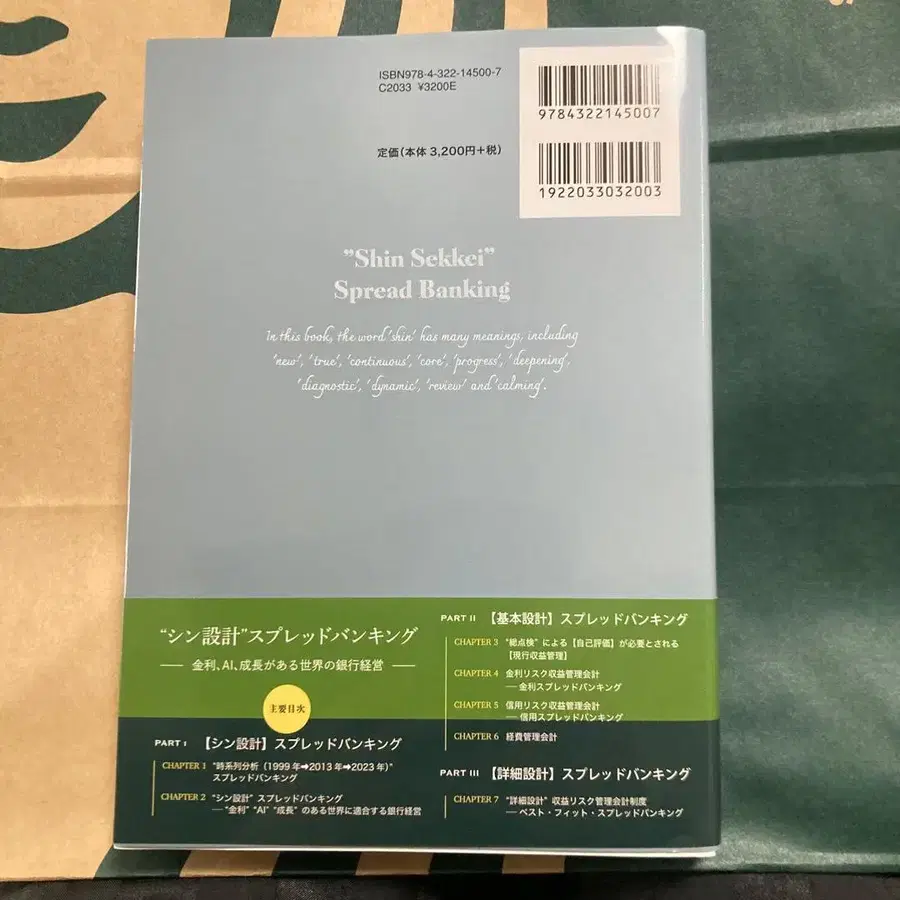 ISBN978-4-322-14500-7
C2033 ¥3200E
9784322145007
定価(本体 3,200円+税)
1922033032003
"Shin Sekkei"
Spread Banking
In this book, the word 'shin' has many meanings, including
'new', 'true', 'continuous', 'core', 'progress', 'deepening',
'diagnostic', 'dynamic', 'review' and 'calming'.
“シン設計”スプレッドバンキング
── 金利、AI、成長がある世界の銀行経営 ──
主要目次
PART I 【シン設計】スプレッドバンキング
CHAPTER 1 “時系列分析(1999年➡2013年➡2023年)”
スプレッドバンキング
CHAPTER 2 “シン設計” スプレッドバンキング
──“金利” “AI” “成長” のある世界に適合する銀行経営
PART II 【基本設計】スプレッドバンキング
CHAPTER 3 “総点検” による【自己評価】が必要とされる
【現行収益管理】
CHAPTER 4 金利リスク収益管理会計
── 金利スプレッドバンキング
CHAPTER 5 信用リスク収益管理会計
── 信用スプレッドバンキング
CHAPTER 6 経費管理会計
PART III 【詳細設計】スプレッドバンキング
CHAPTER 7 “詳細設計” 収益リスク管理会計制度
── ベスト・フィット・スプレッドバンキング